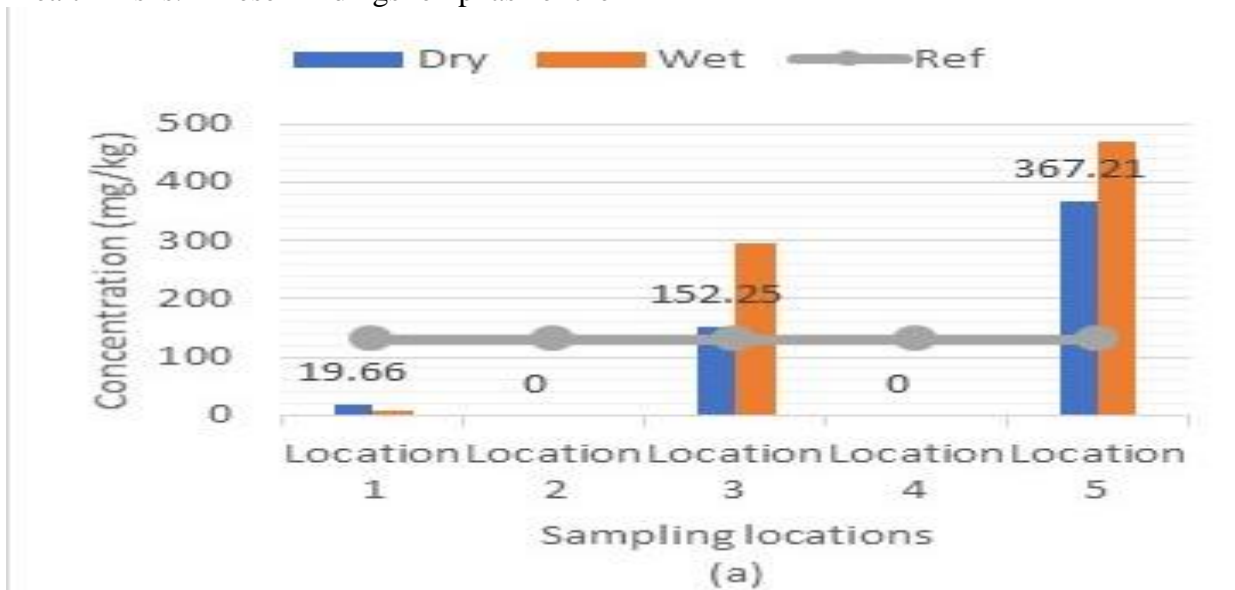 Dry Wet Ref
Concentration (mg/kg)
500
400
300
200
100
0
19.66
0
152.25
0
367.21
Location 1
Location 2
Location 3
Location 4
Location 5
Sampling locations
(a)